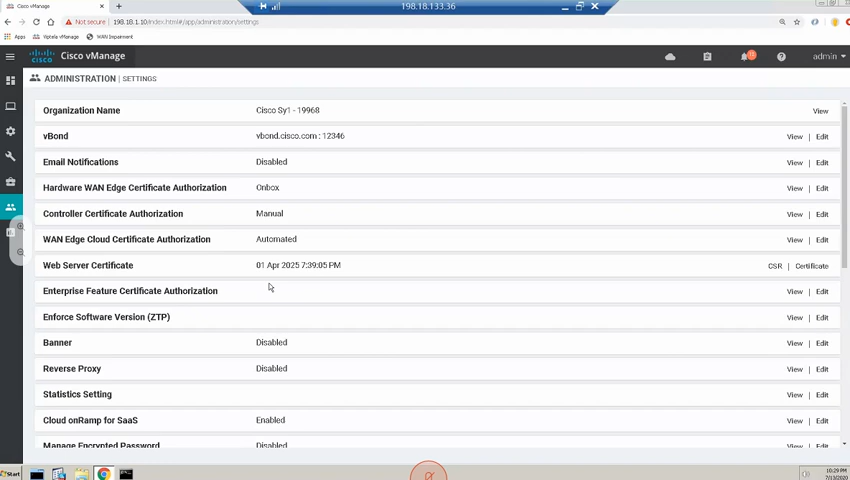 Cisco vManage
198.18.133.36
Not secure 198.18.1.10/index.html#/app/administration/settings
Apps Viptela vManage WAN Impairment
Cisco vManage admin
ADMINISTRATION | SETTINGS
Organization Name Cisco Sy1 - 19968 View
vBond vbond.cisco.com : 12346 View | Edit
Email Notifications Disabled View | Edit
Hardware WAN Edge Certificate Authorization Onbox View | Edit
Controller Certificate Authorization Manual View | Edit
WAN Edge Cloud Certificate Authorization Automated View | Edit
Web Server Certificate 01 Apr 2025 7:39:05 PM CSR | Certificate
Enterprise Feature Certificate Authorization View | Edit
Enforce Software Version (ZTP) View | Edit
Banner Disabled View | Edit
Reverse Proxy Disabled View | Edit
Statistics Setting View | Edit
Cloud onRamp for SaaS Enabled View | Edit
Manage Encrypted Password Disabled View | Edit
Start 10:29 PM
7/13/2020